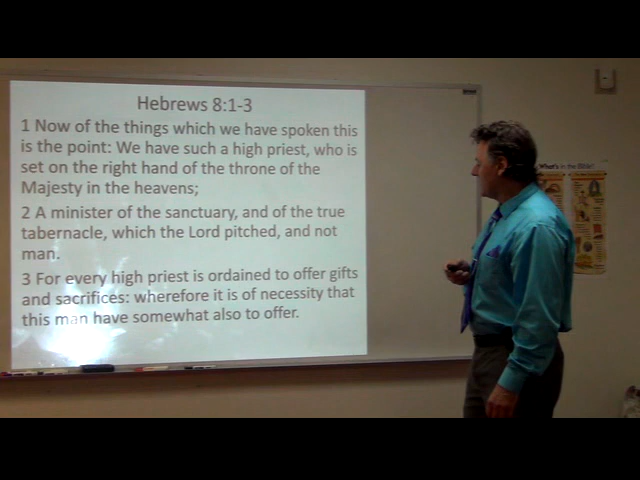 Hebrews 8:1-3
1 Now of the things which we have spoken this
is the point: We have such a high priest, who is
set on the right hand of the throne of the
Majesty in the heavens;
2 A minister of the sanctuary, and of the true
tabernacle, which the Lord pitched, and not
man.
3 For every high priest is ordained to offer gifts
and sacrifices: wherefore it is of necessity that
this man have somewhat also to offer.
What's in the Bible?